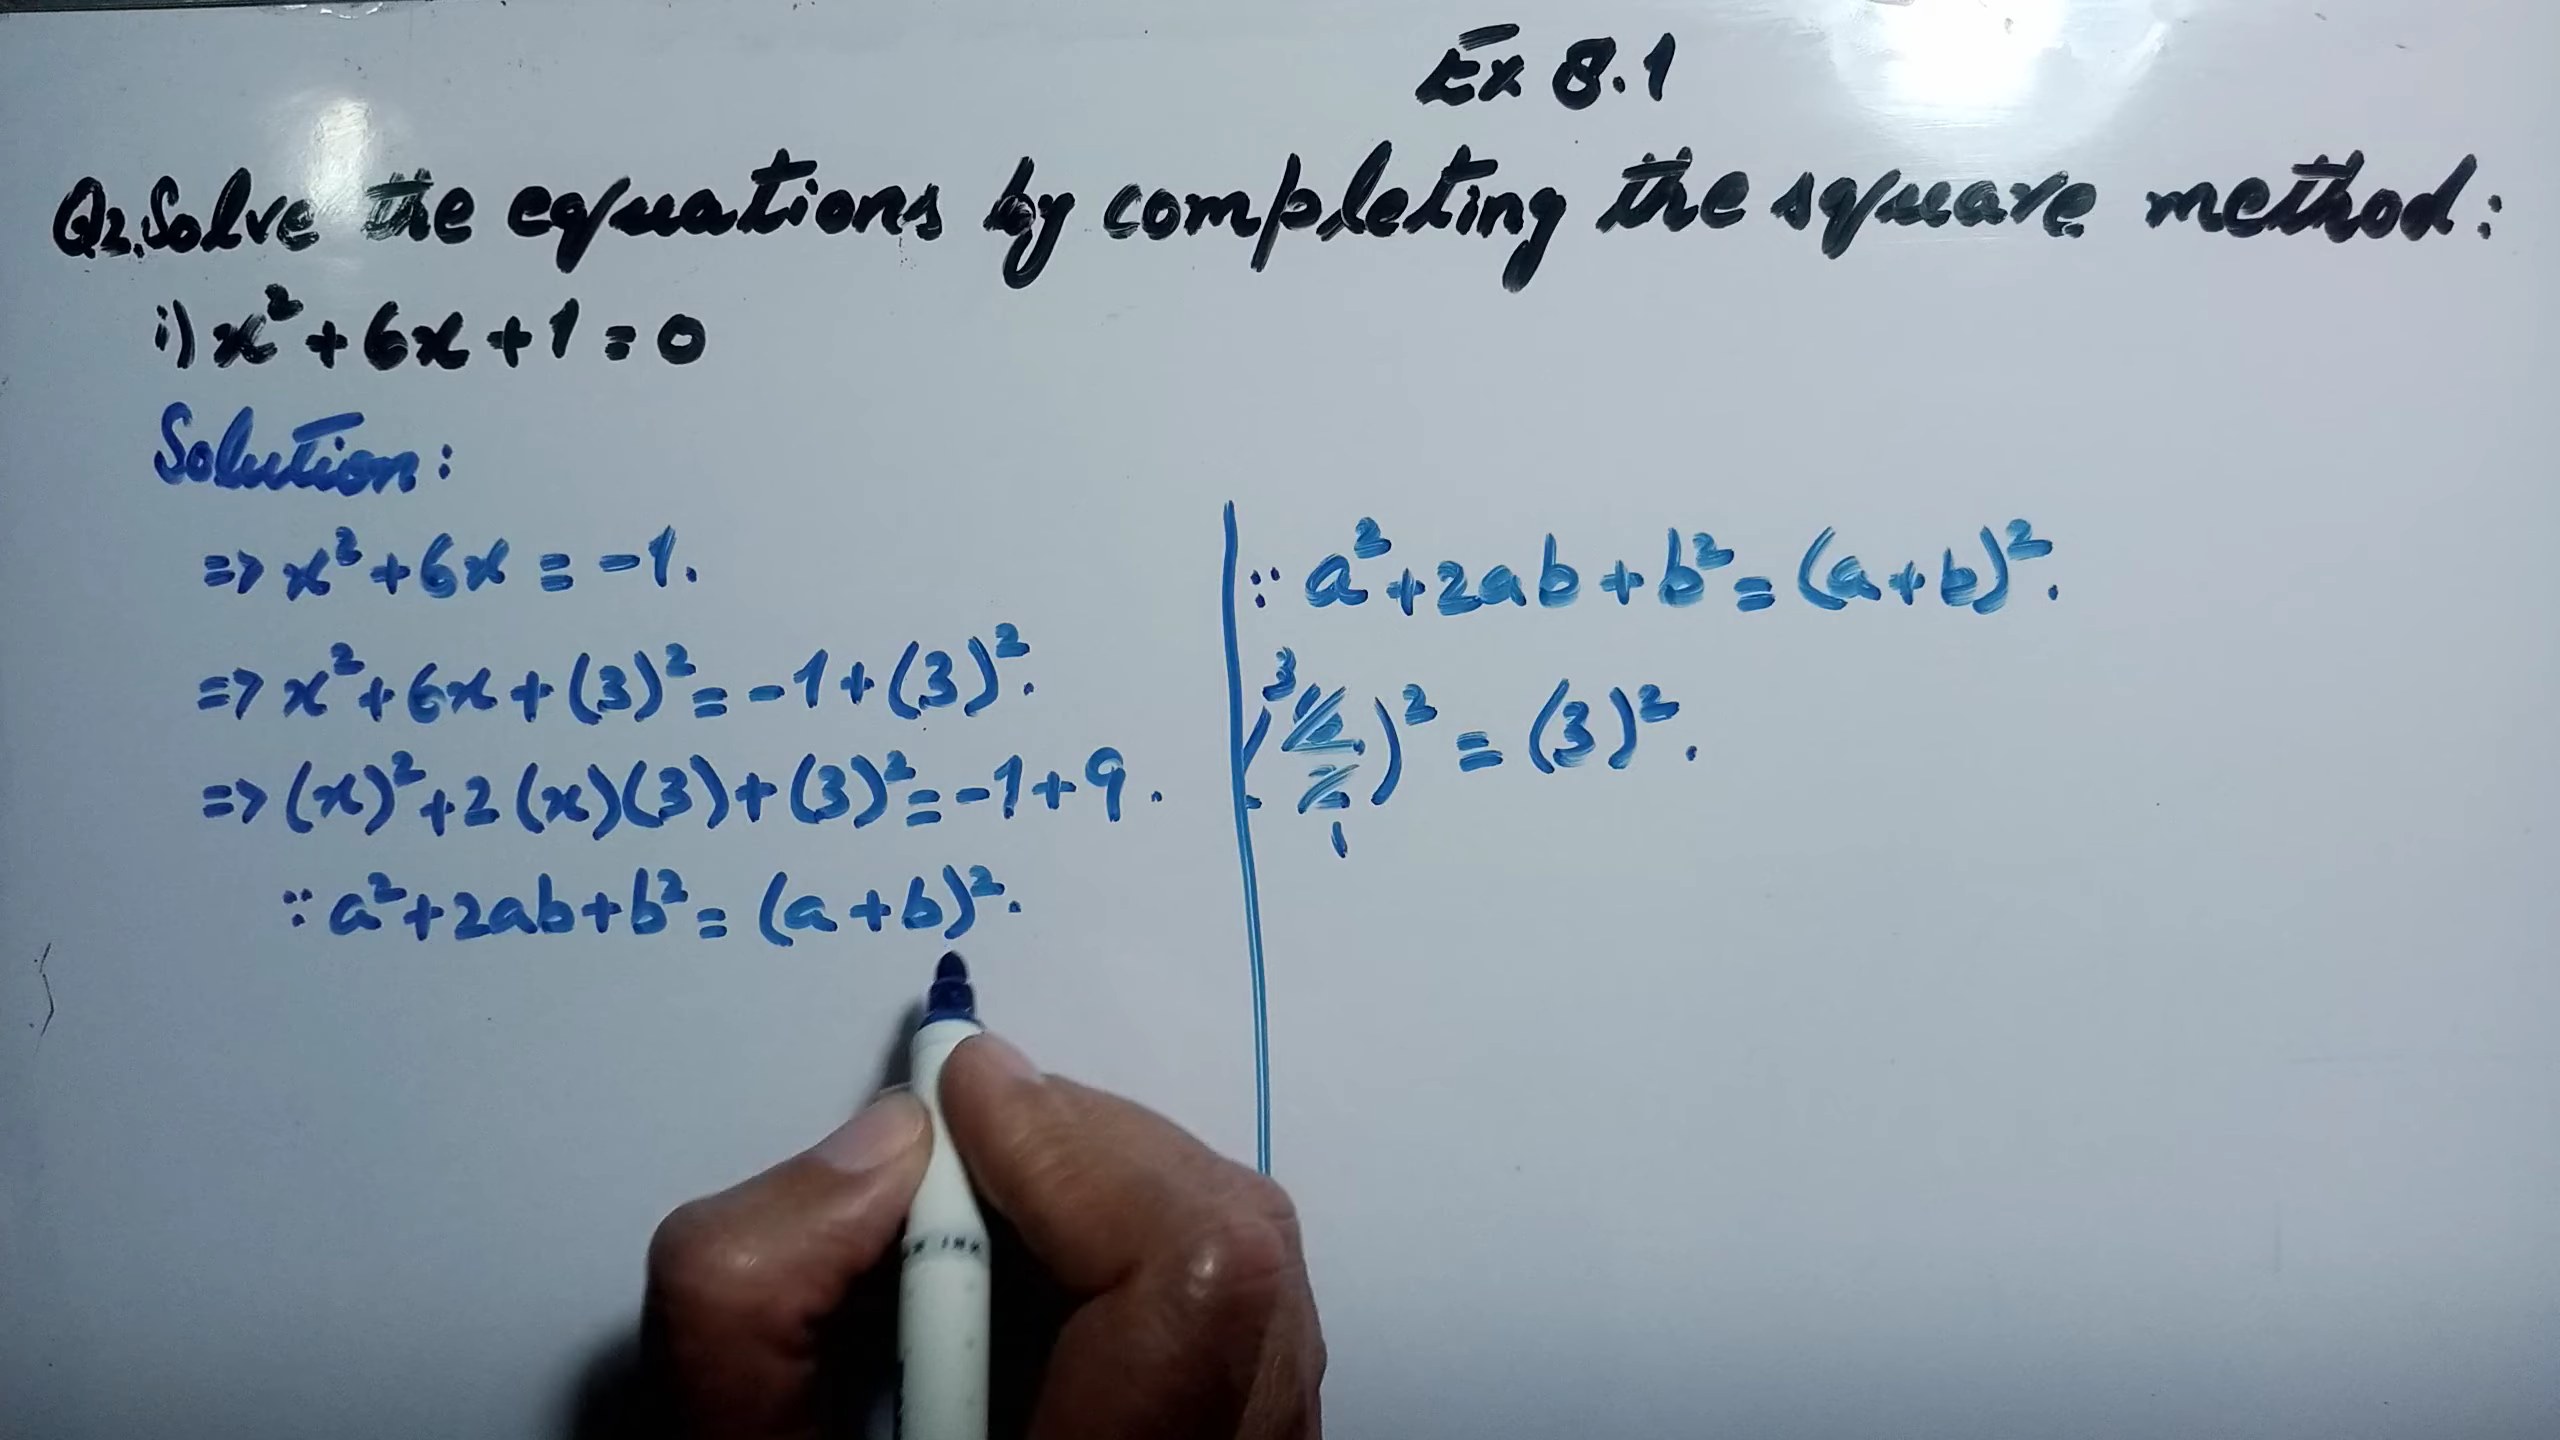 Ex 8.1
Q2. Solve the equations by completing the square method:
i) x² + 6x + 1 = 0
Solution:
=> x² + 6x = -1.
=> x² + 6x + (3)² = -1 + (3)².
=> (x)² + 2(x)(3) + (3)² = -1 + 9.
∵ a² + 2ab + b² = (a + b)².
∵ a² + 2ab + b² = (a + b)².
(6/2)² = (3)².
3
1